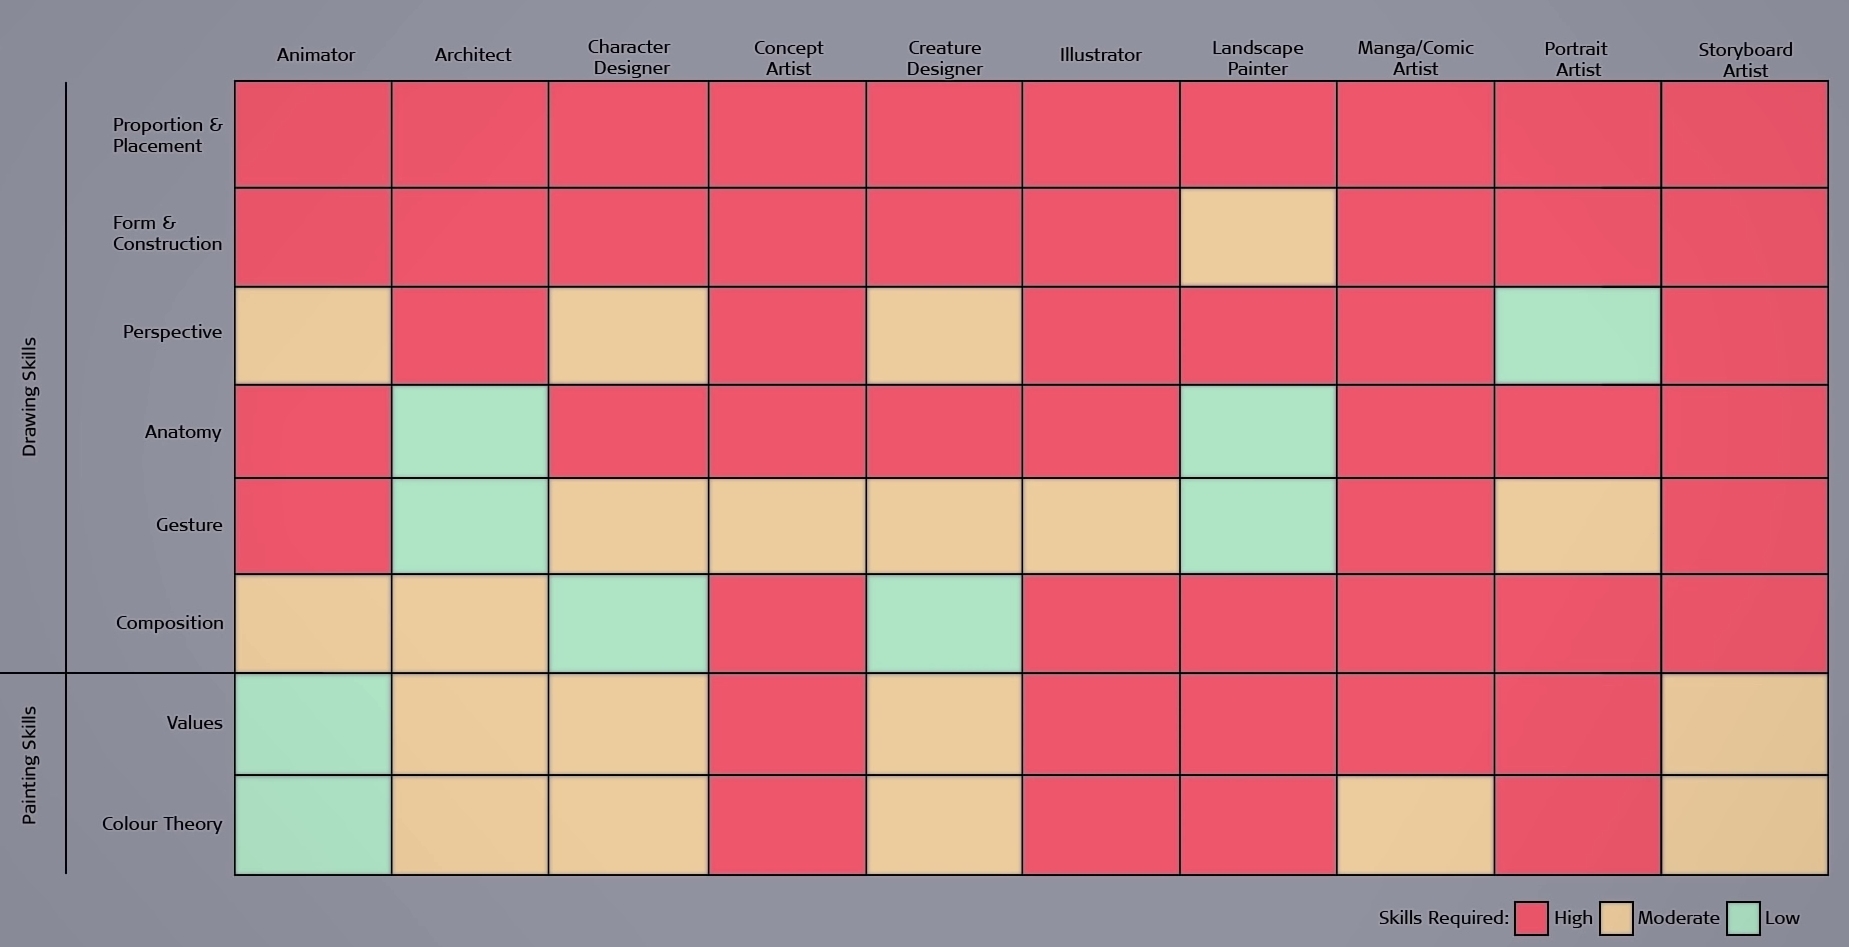 Animator
Architect
Character
Designer
Concept
Artist
Creature
Designer
Illustrator
Landscape
Painter
Manga/Comic
Artist
Portrait
Artist
Storyboard
Artist
Drawing Skills
Proportion &
Placement
Form &
Construction
Perspective
Anatomy
Gesture
Composition
Painting Skills
Values
Colour Theory
Skills Required: High Moderate Low